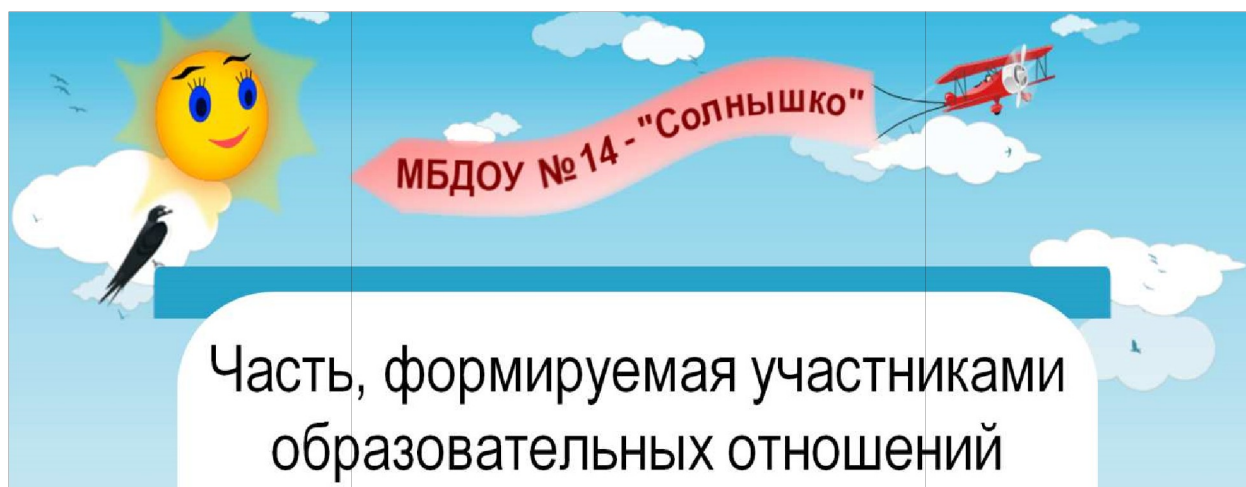 МБДОУ №14 - "Солнышко"
Часть, формируемая участниками
образовательных отношений